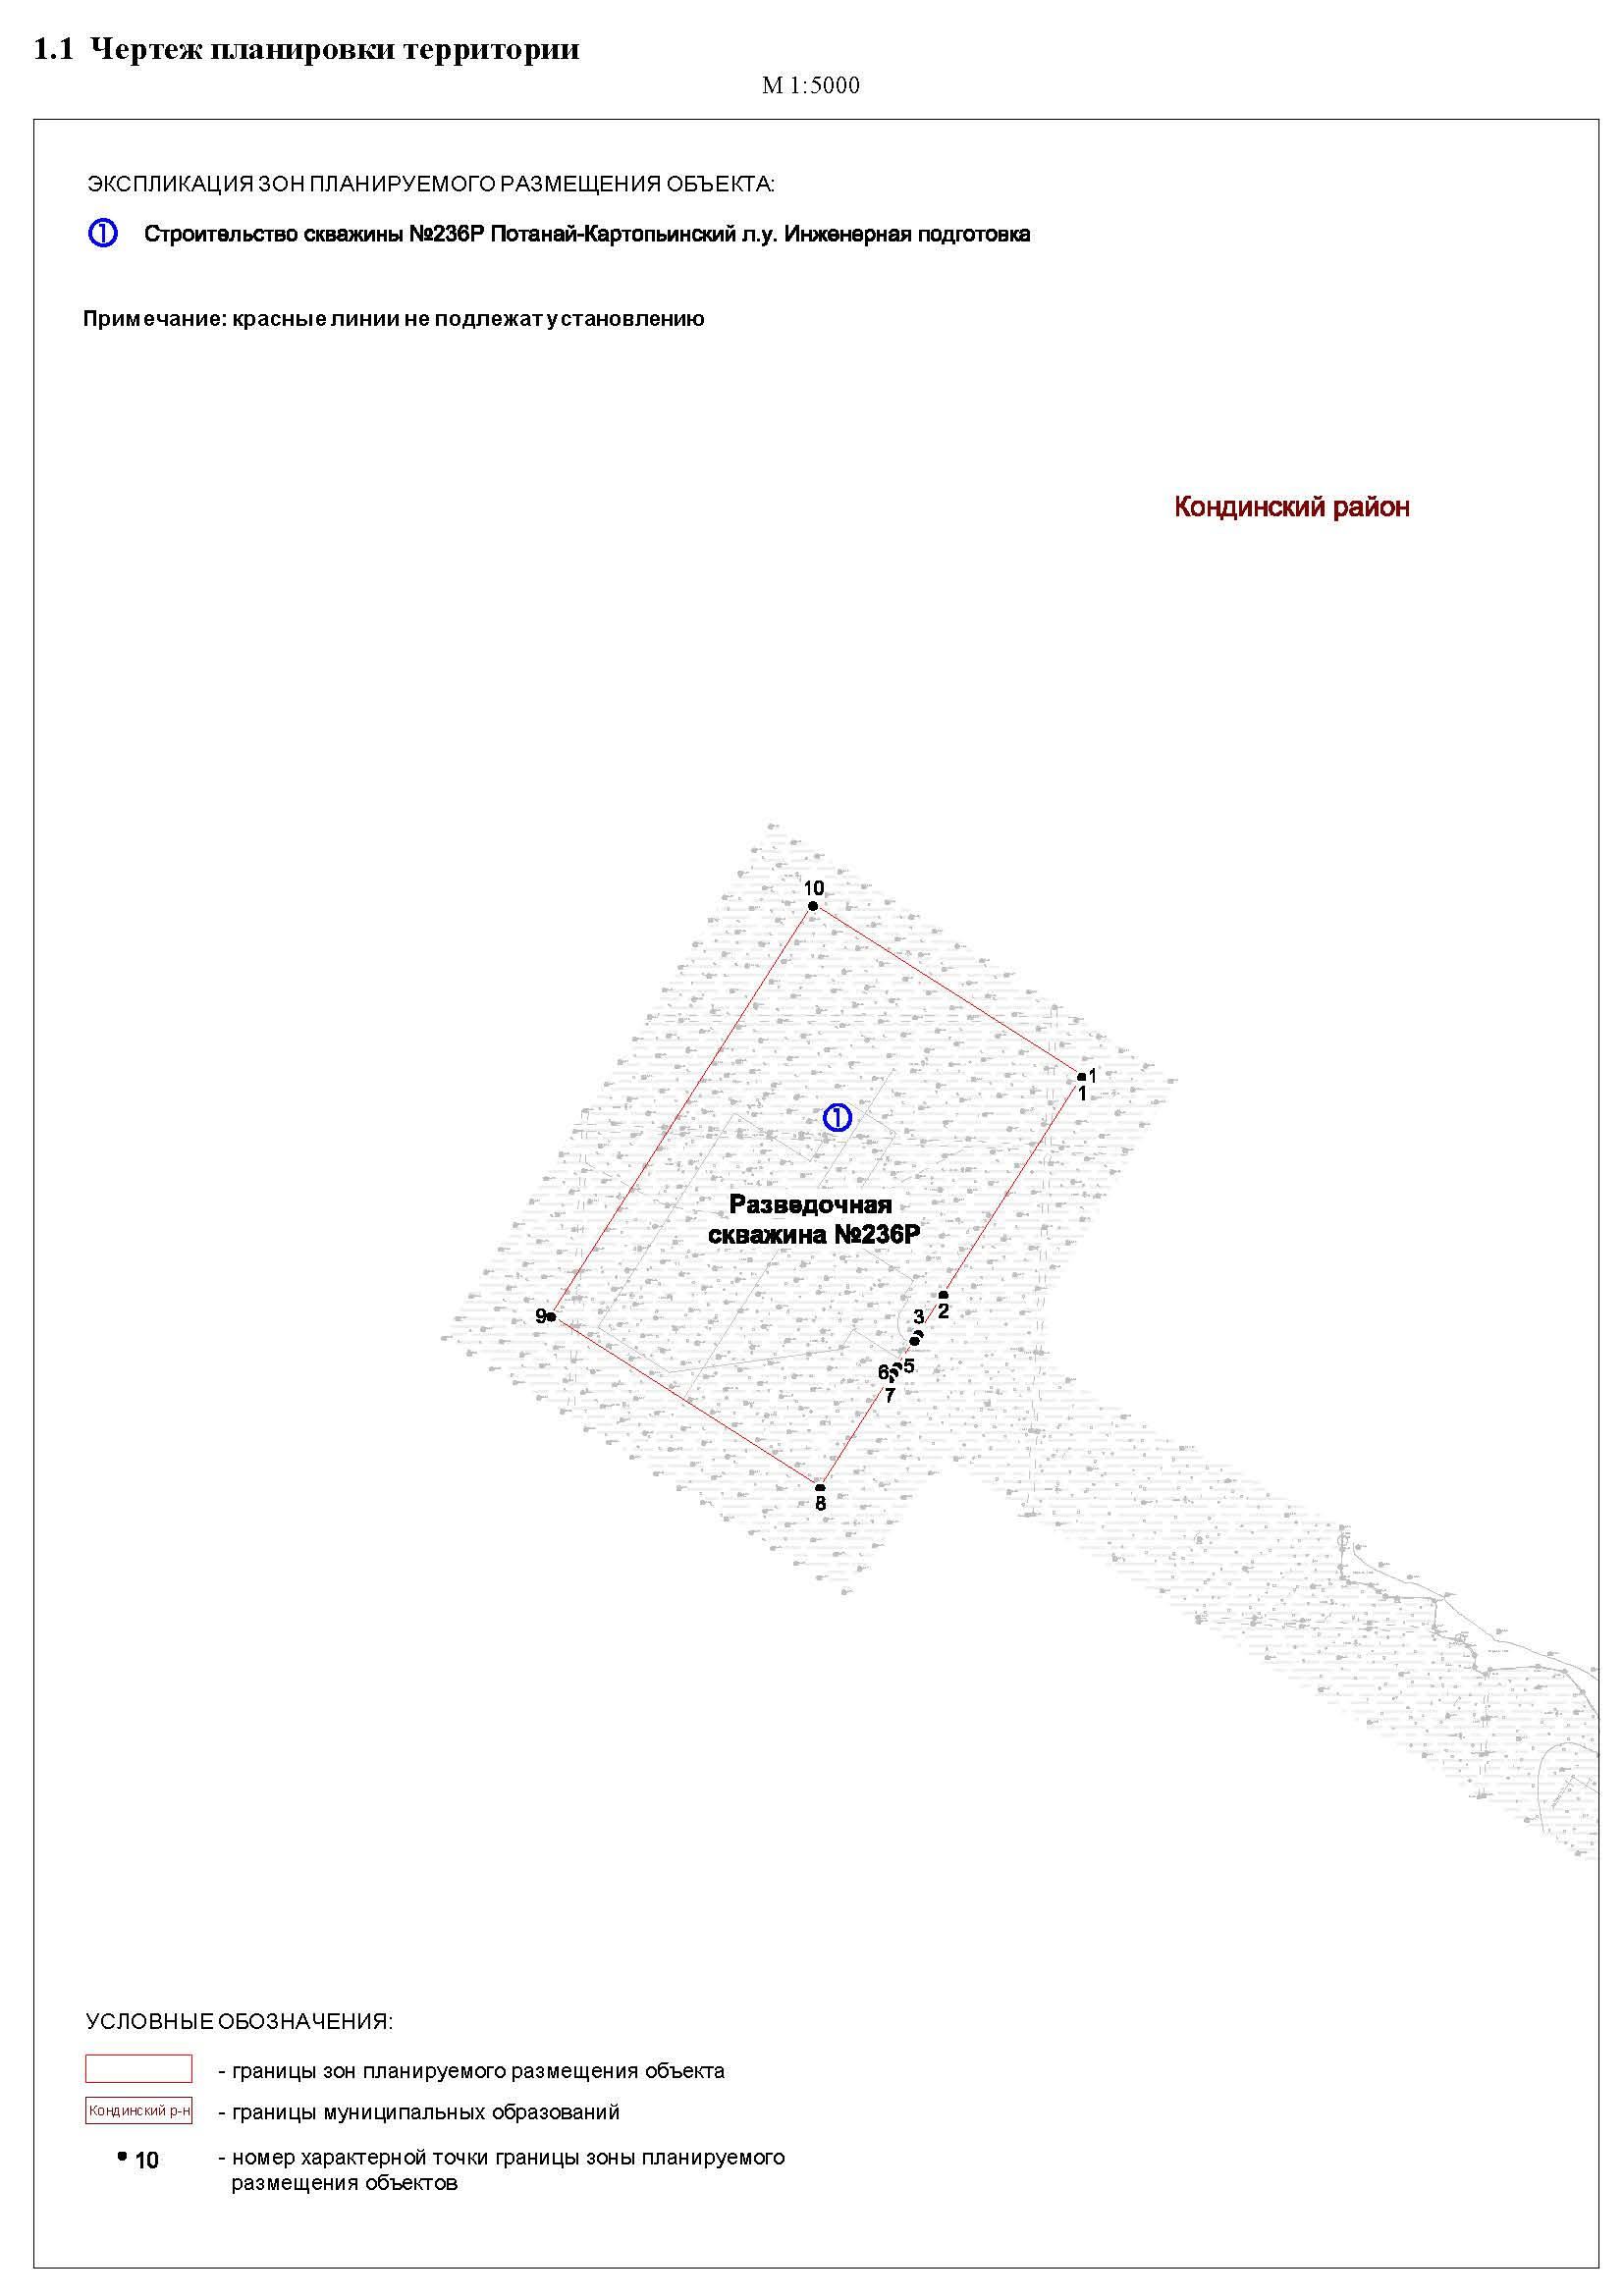 1.1 Чертеж планировки территории
М 1:5000
ЭКСПЛИКАЦИЯ ЗОН ПЛАНИРУЕМОГО РАЗМЕЩЕНИЯ ОБЪЕКТА:
1 Строительство скважины №236Р Потанай-Картопьинский л.у. Инженерная подготовка
Примечание: красные линии не подлежат установлению
Кондинский район
10
1
1
1
Разведочная
скважина №236Р
9
2
3
5
6
7
8
УСЛОВНЫЕ ОБОЗНАЧЕНИЯ:
- границы зон планируемого размещения объекта
Кондинский р-н - границы муниципальных образований
10 - номер характерной точки границы зоны планируемого
размещения объектов